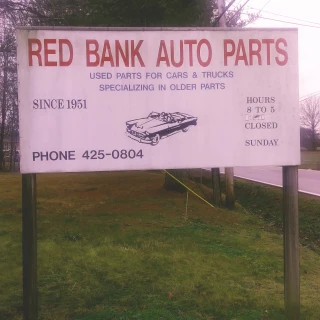 RED BANK AUTO PARTS
USED PARTS FOR CARS & TRUCKS
SPECIALIZING IN OLDER PARTS
SINCE 1951
HOURS
8 TO 5
CLOSED
SUNDAY
PHONE 425-0804